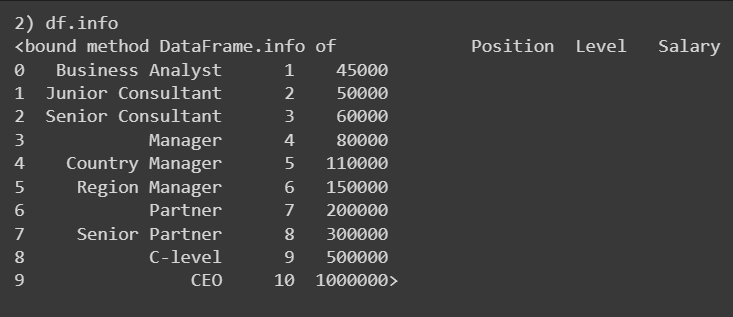 2) df.info
<bound method DataFrame.info of             Position  Level   Salary
0   Business Analyst      1    45000
1  Junior Consultant      2    50000
2  Senior Consultant      3    60000
3            Manager      4    80000
4    Country Manager      5   110000
5     Region Manager      6   150000
6            Partner      7   200000
7     Senior Partner      8   300000
8            C-level      9   500000
9                CEO     10  1000000>